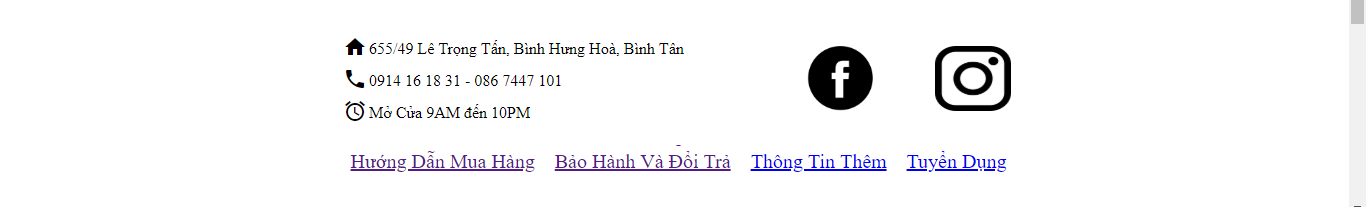 655/49 Lê Trọng Tấn, Bình Hưng Hoà, Bình Tân
0914 16 18 31 - 086 7447 101
Mở Cửa 9AM đến 10PM
Hướng Dẫn Mua Hàng Bảo Hành Và Đổi Trả Thông Tin Thêm Tuyển Dụng